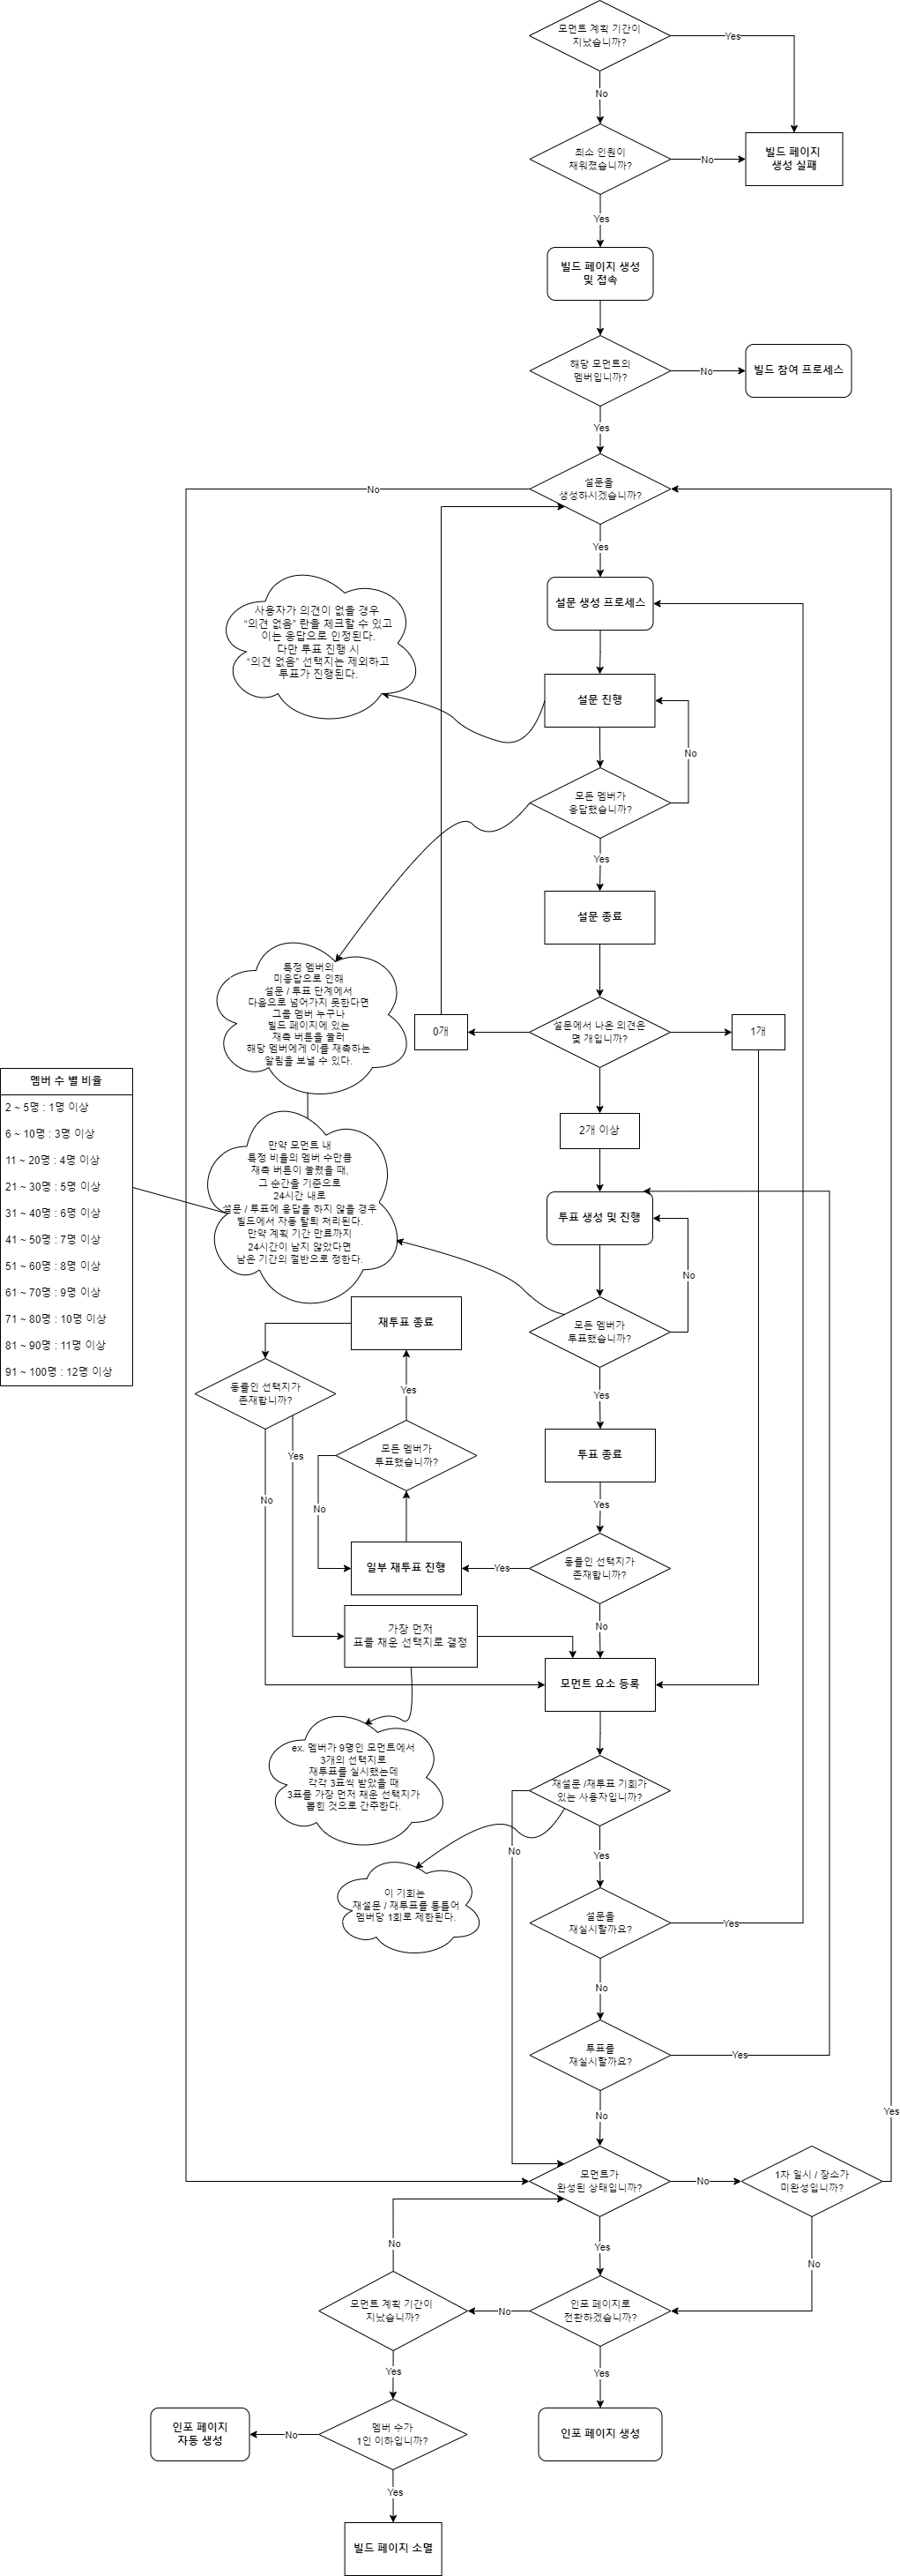 모먼트 계획 기간이
지났습니까?
Yes
No
최소 인원이
채워졌습니까?
No
빌드 페이지
생성 실패
Yes
빌드 페이지 생성
및 접속
해당 모먼트의
멤버입니까?
No
빌드 참여 프로세스
Yes
설문을
생성하시겠습니까?
No
Yes
설문 생성 프로세스
사용자가 의견이 없을 경우
“의견 없음” 란을 체크할 수 있고
이는 응답으로 인정된다.
다만 투표 진행 시
“의견 없음” 선택지는 제외하고
투표가 진행된다.
설문 진행
No
모든 멤버가
응답했습니까?
Yes
설문 종료
특정 멤버의
미응답으로 인해
설문 / 투표 단계에서
다음으로 넘어가지 못한다면
그룹 멤버 누구나
빌드 페이지에 있는
재촉 버튼을 눌러
해당 멤버에게 이를 재촉하는
알림을 보낼 수 있다.
0개
설문에서 나온 의견은
몇 개입니까?
1개
멤버 수 별 비율
2 ~ 5명 : 1명 이상
6 ~ 10명 : 3명 이상
11 ~ 20명 : 4명 이상
21 ~ 30명 : 5명 이상
31 ~ 40명 : 6명 이상
41 ~ 50명 : 7명 이상
51 ~ 60명 : 8명 이상
61 ~ 70명 : 9명 이상
71 ~ 80명 : 10명 이상
81 ~ 90명 : 11명 이상
91 ~ 100명 : 12명 이상
2개 이상
만약 모먼트 내
특정 비율의 멤버 수만큼
재촉 버튼이 눌렸을 때,
그 순간을 기준으로
24시간 내로
설문 / 투표에 응답을 하지 않을 경우
빌드에서 자동 탈퇴 처리된다.
만약 계획 기간 만료까지
24시간이 남지 않았다면
남은 기간의 절반으로 정한다.
투표 생성 및 진행
No
모든 멤버가
투표했습니까?
재투표 종료
동률인 선택지가
존재합니까?
Yes
Yes
모든 멤버가
투표했습니까?
투표 종료
Yes
No
No
Yes
일부 재투표 진행
Yes
동률인 선택지가
존재합니까?
가장 먼저
표를 채운 선택지로 결정
No
모먼트 요소 등록
ex. 멤버가 9명인 모먼트에서
3개의 선택지로
재투표를 실시했는데
각각 3표씩 받았을 때
3표를 가장 먼저 채운 선택지가
뽑힌 것으로 간주한다.
재설문 /재투표 기회가
있는 사용자입니까?
No
Yes
이 기회는
재설문 / 재투표를 통틀어
멤버당 1회로 제한된다.
설문을
재실시할까요?
Yes
No
투표를
재실시할까요?
Yes
No
Yes
모먼트가
완성된 상태입니까?
No
1차 일시 / 장소가
미완성입니까?
No
Yes
No
모먼트 계획 기간이
지났습니까?
No
인포 페이지로
전환하겠습니까?
Yes
Yes
인포 페이지
자동 생성
No
멤버 수가
1인 이하입니까?
인포 페이지 생성
Yes
빌드 페이지 소멸